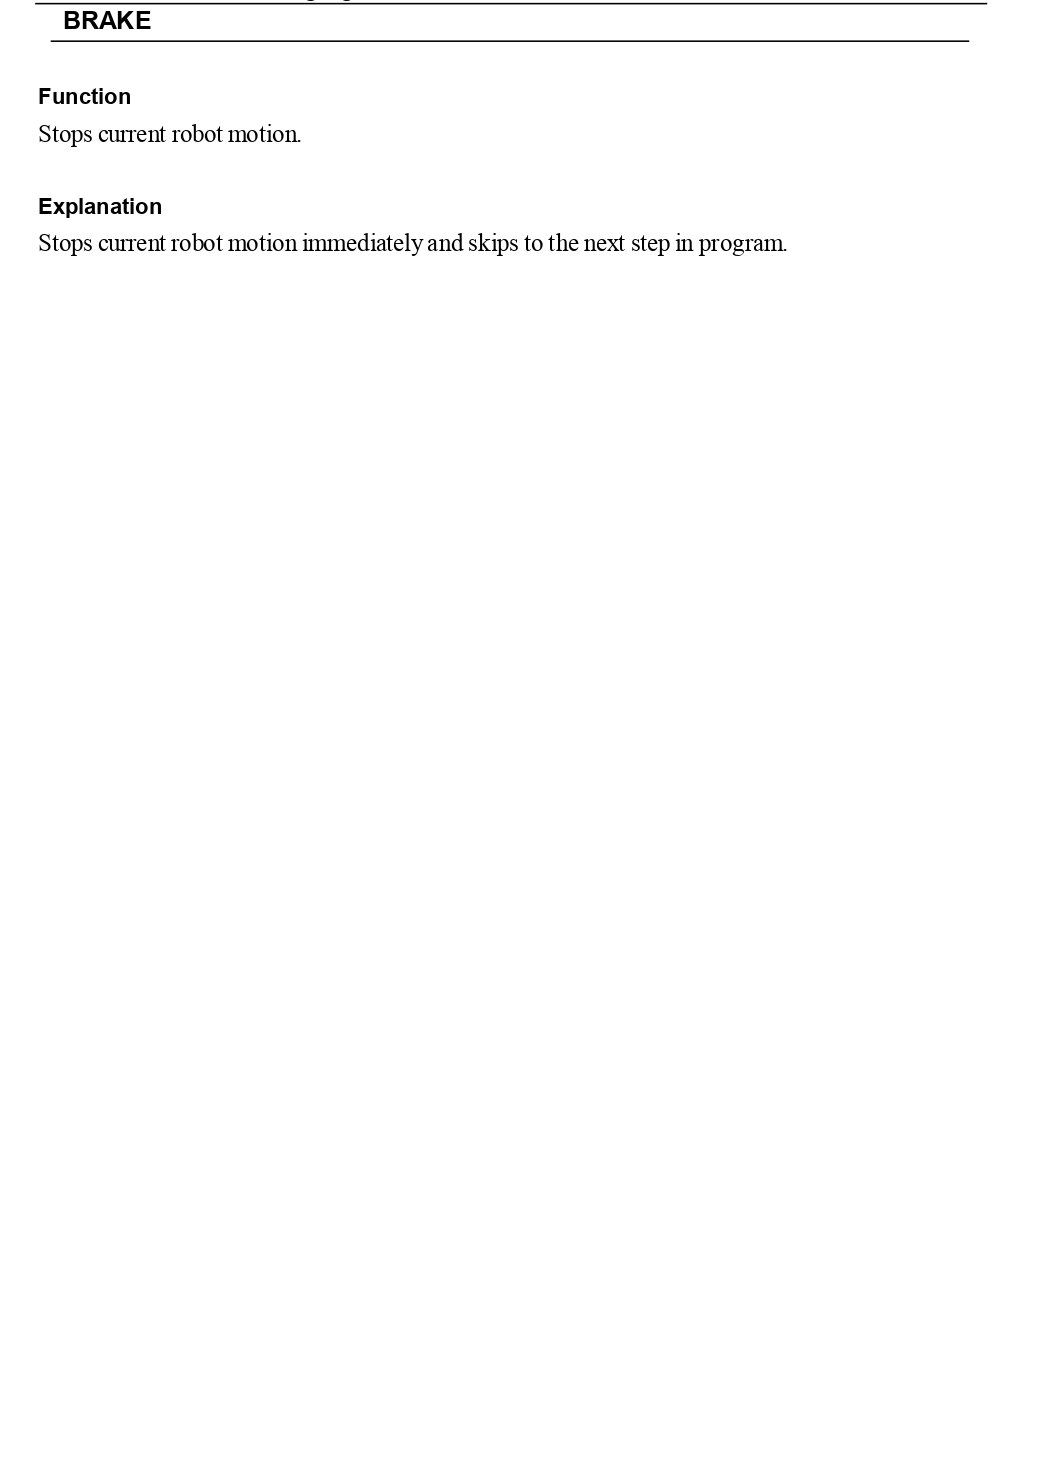 BRAKE
Function
Stops current robot motion.
Explanation
Stops current robot motion immediately and skips to the next step in program.